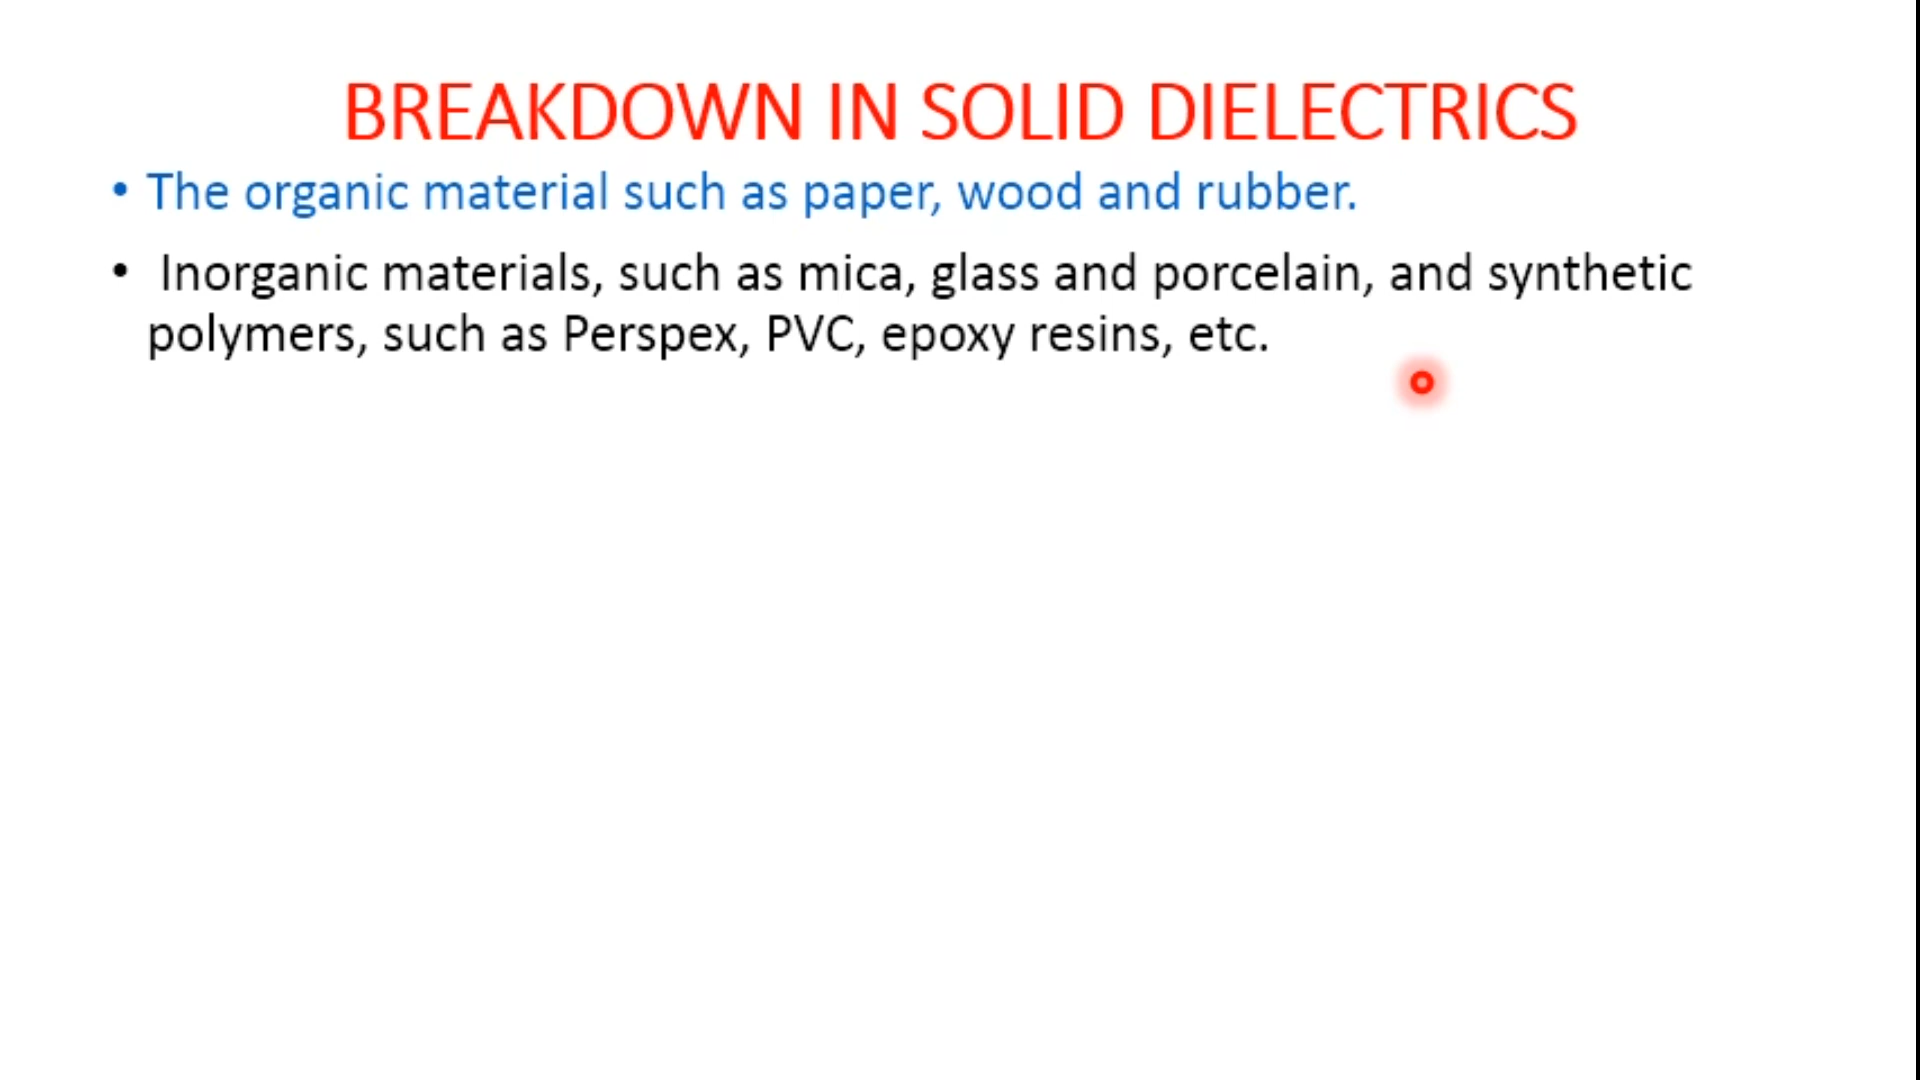 BREAKDOWN IN SOLID DIELECTRICS
• The organic material such as paper, wood and rubber.
• Inorganic materials, such as mica, glass and porcelain, and synthetic
polymers, such as Perspex, PVC, epoxy resins, etc.